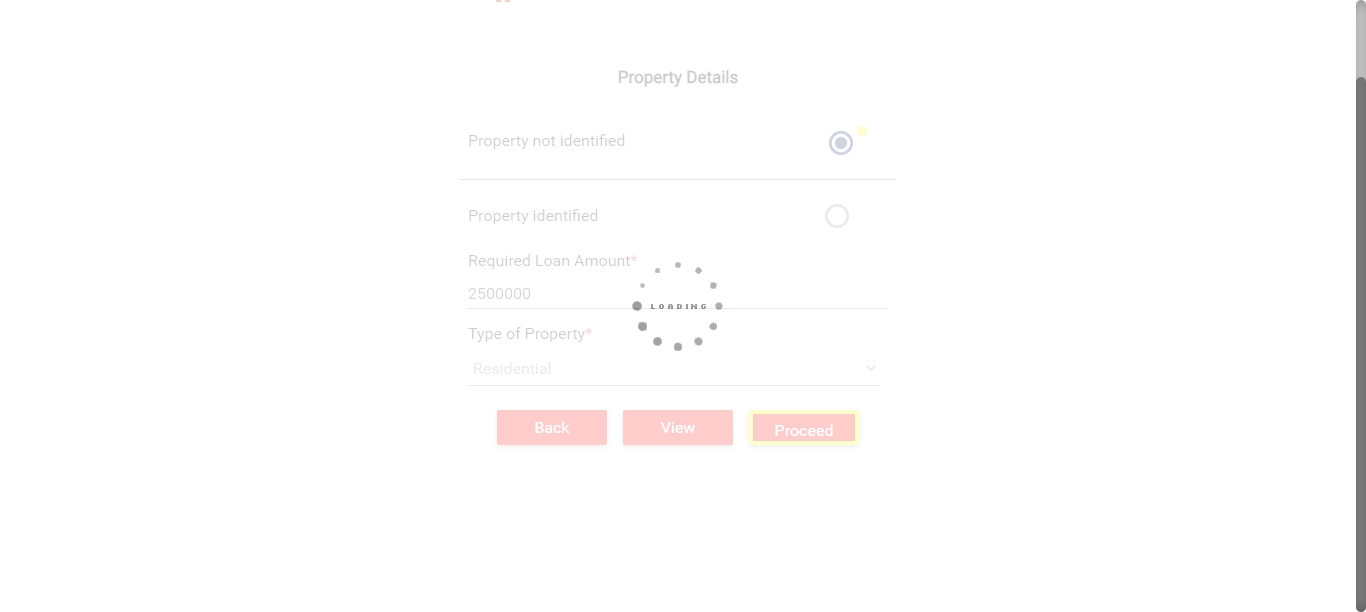 Property Details
Property not identified
Property identified
Required Loan Amount*
2500000
LOADING
Type of Property*
Residential
Back View Proceed